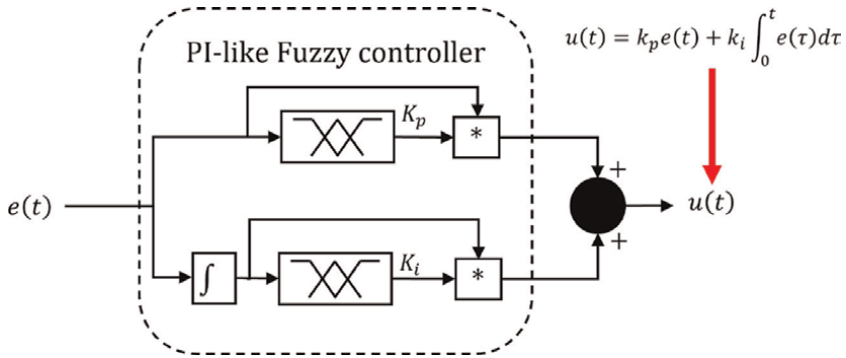 PI-like Fuzzy controller
u(t) = k_p e(t) + k_i ∫_0^t e(τ)dτ
K_p
*
+
e(t)
u(t)
+
∫
K_i
*